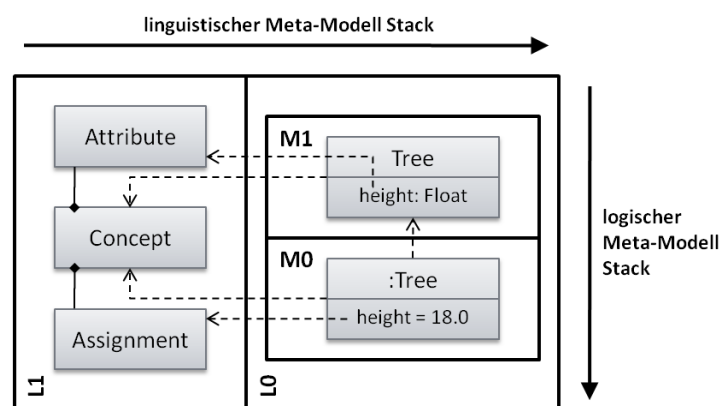 linguistischer Meta-Modell Stack
Attribute
Concept
Assignment
L1
M1
Tree
height: Float
M0
:Tree
height = 18.0
L0
logischer
Meta-Modell
Stack